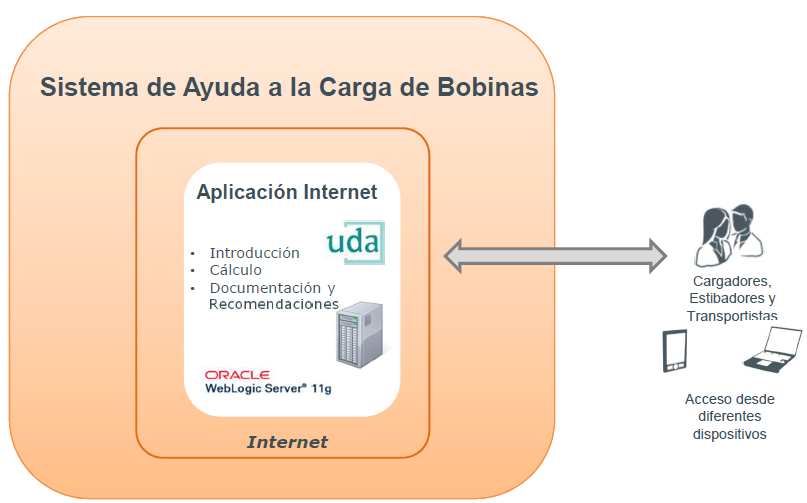 Sistema de Ayuda a la Carga de Bobinas
Aplicación Internet
uda
• Introducción
• Cálculo
• Documentación y
Recomendaciones
ORACLE
WebLogic Server® 11g
Internet
Cargadores,
Estibadores y
Transportistas
Acceso desde
diferentes
dispositivos